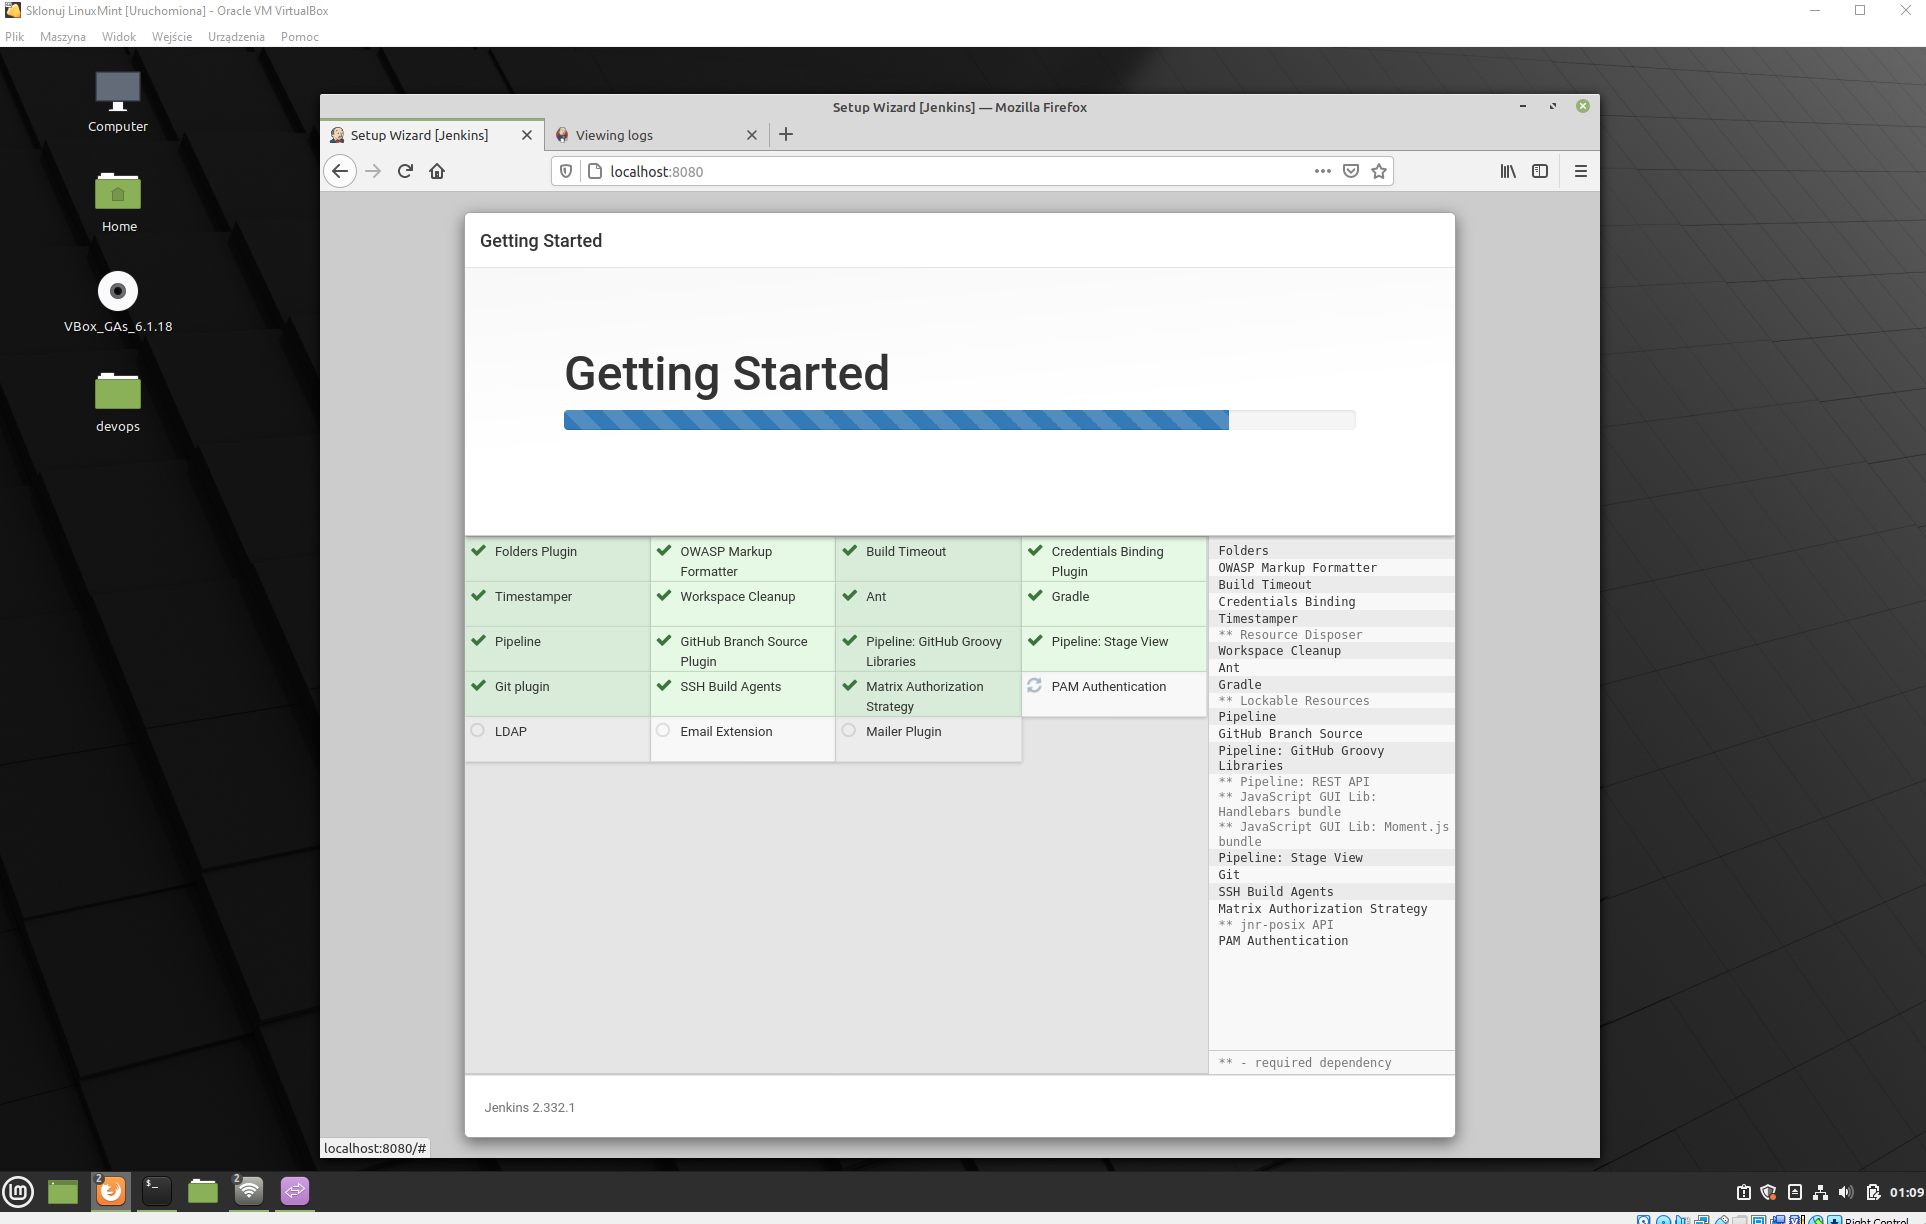 Sklonuj LinuxMint [Uruchomiona] - Oracle VM VirtualBox
Plik Maszyna Widok Wejście Urządzenia Pomoc
Computer
Home
VBox_GAs_6.1.18
devops
Setup Wizard [Jenkins] — Mozilla Firefox
Setup Wizard [Jenkins]
Viewing logs
localhost:8080
Getting Started
Getting Started
Folders Plugin
OWASP Markup
Formatter
Build Timeout
Credentials Binding
Plugin
Timestamper
Workspace Cleanup
Ant
Gradle
Pipeline
GitHub Branch Source
Plugin
Pipeline: GitHub Groovy
Libraries
Pipeline: Stage View
Git plugin
SSH Build Agents
Matrix Authorization
Strategy
PAM Authentication
LDAP
Email Extension
Mailer Plugin
Folders
OWASP Markup Formatter
Build Timeout
Credentials Binding
Timestamper
** Resource Disposer
Workspace Cleanup
Ant
Gradle
** Lockable Resources
Pipeline
GitHub Branch Source
Pipeline: GitHub Groovy
Libraries
** Pipeline: REST API
** JavaScript GUI Lib:
Handlebars bundle
** JavaScript GUI Lib: Moment.js
bundle
Pipeline: Stage View
Git
SSH Build Agents
Matrix Authorization Strategy
** jnr-posix API
PAM Authentication
** - required dependency
Jenkins 2.332.1
localhost:8080/#
2
$_
2
01:09
Right Control